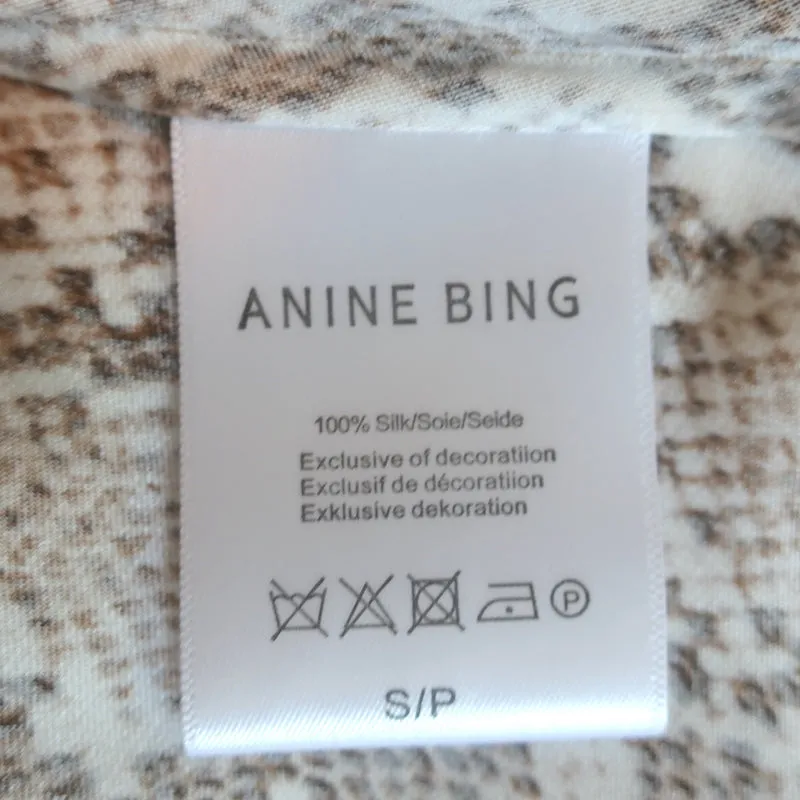 ANINE BING
100% Silk/Soie/Seide
Exclusive of decoratiion
Exclusif de décoratiion
Exklusive dekoration
P
S/P